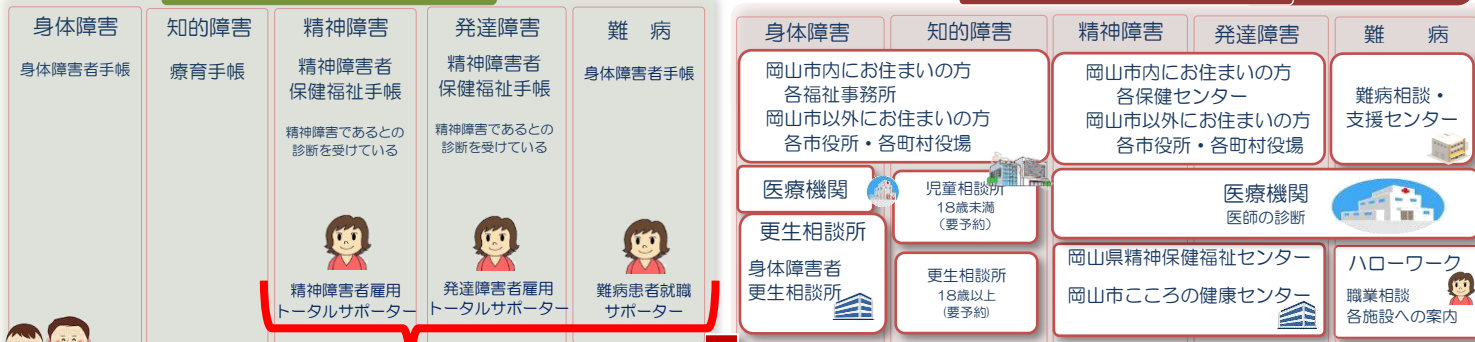 身体障害
身体障害者手帳
知的障害
療育手帳
精神障害
精神障害者
保健福祉手帳
精神障害であるとの
診断を受けている
精神障害者雇用
トータルサポーター
発達障害
精神障害者
保健福祉手帳
精神障害であるとの
診断を受けている
発達障害者雇用
トータルサポーター
難　病
身体障害者手帳
難病患者就職
サポーター
身体障害
知的障害
精神障害
発達障害
難　病
岡山市内にお住まいの方
各福祉事務所
岡山市以外にお住まいの方
各市役所・各町村役場
岡山市内にお住まいの方
各保健センター
岡山市以外にお住まいの方
各市役所・各町村役場
難病相談・
支援センター
医療機関
児童相談所
18歳未満
（要予約）
医療機関
医師の診断
更生相談所
身体障害者
更生相談所
更生相談所
18歳以上
(要予約)
岡山県精神保健福祉センター
岡山市こころの健康センター
ハローワーク
職業相談
各施設への案内